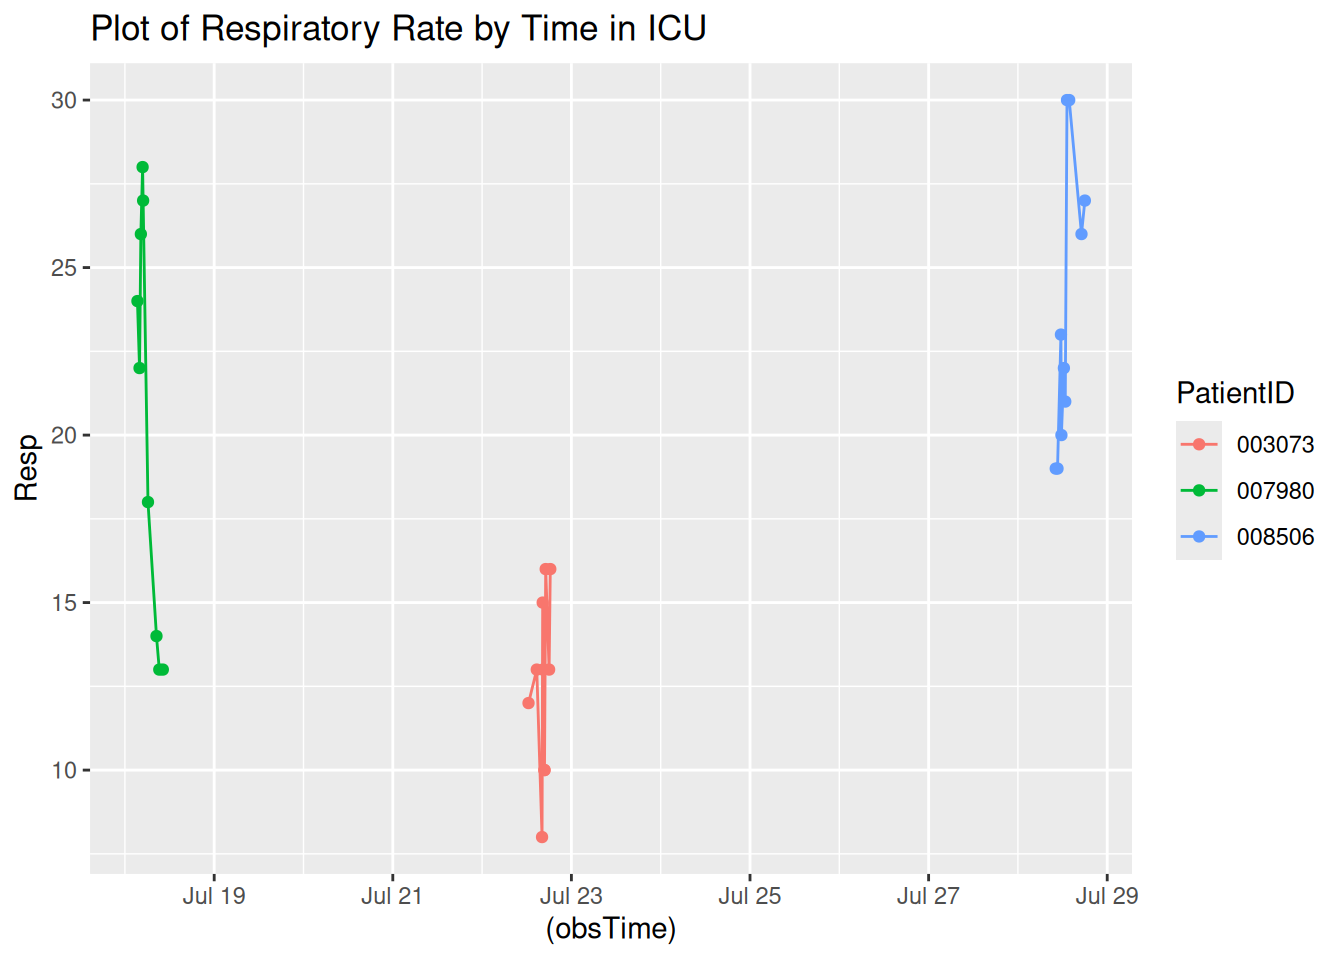 Plot of Respiratory Rate by Time in ICU
30
25
20
15
10
Resp
Jul 19 Jul 21 Jul 23 Jul 25 Jul 27 Jul 29
(obsTime)
PatientID
003073
007980
008506